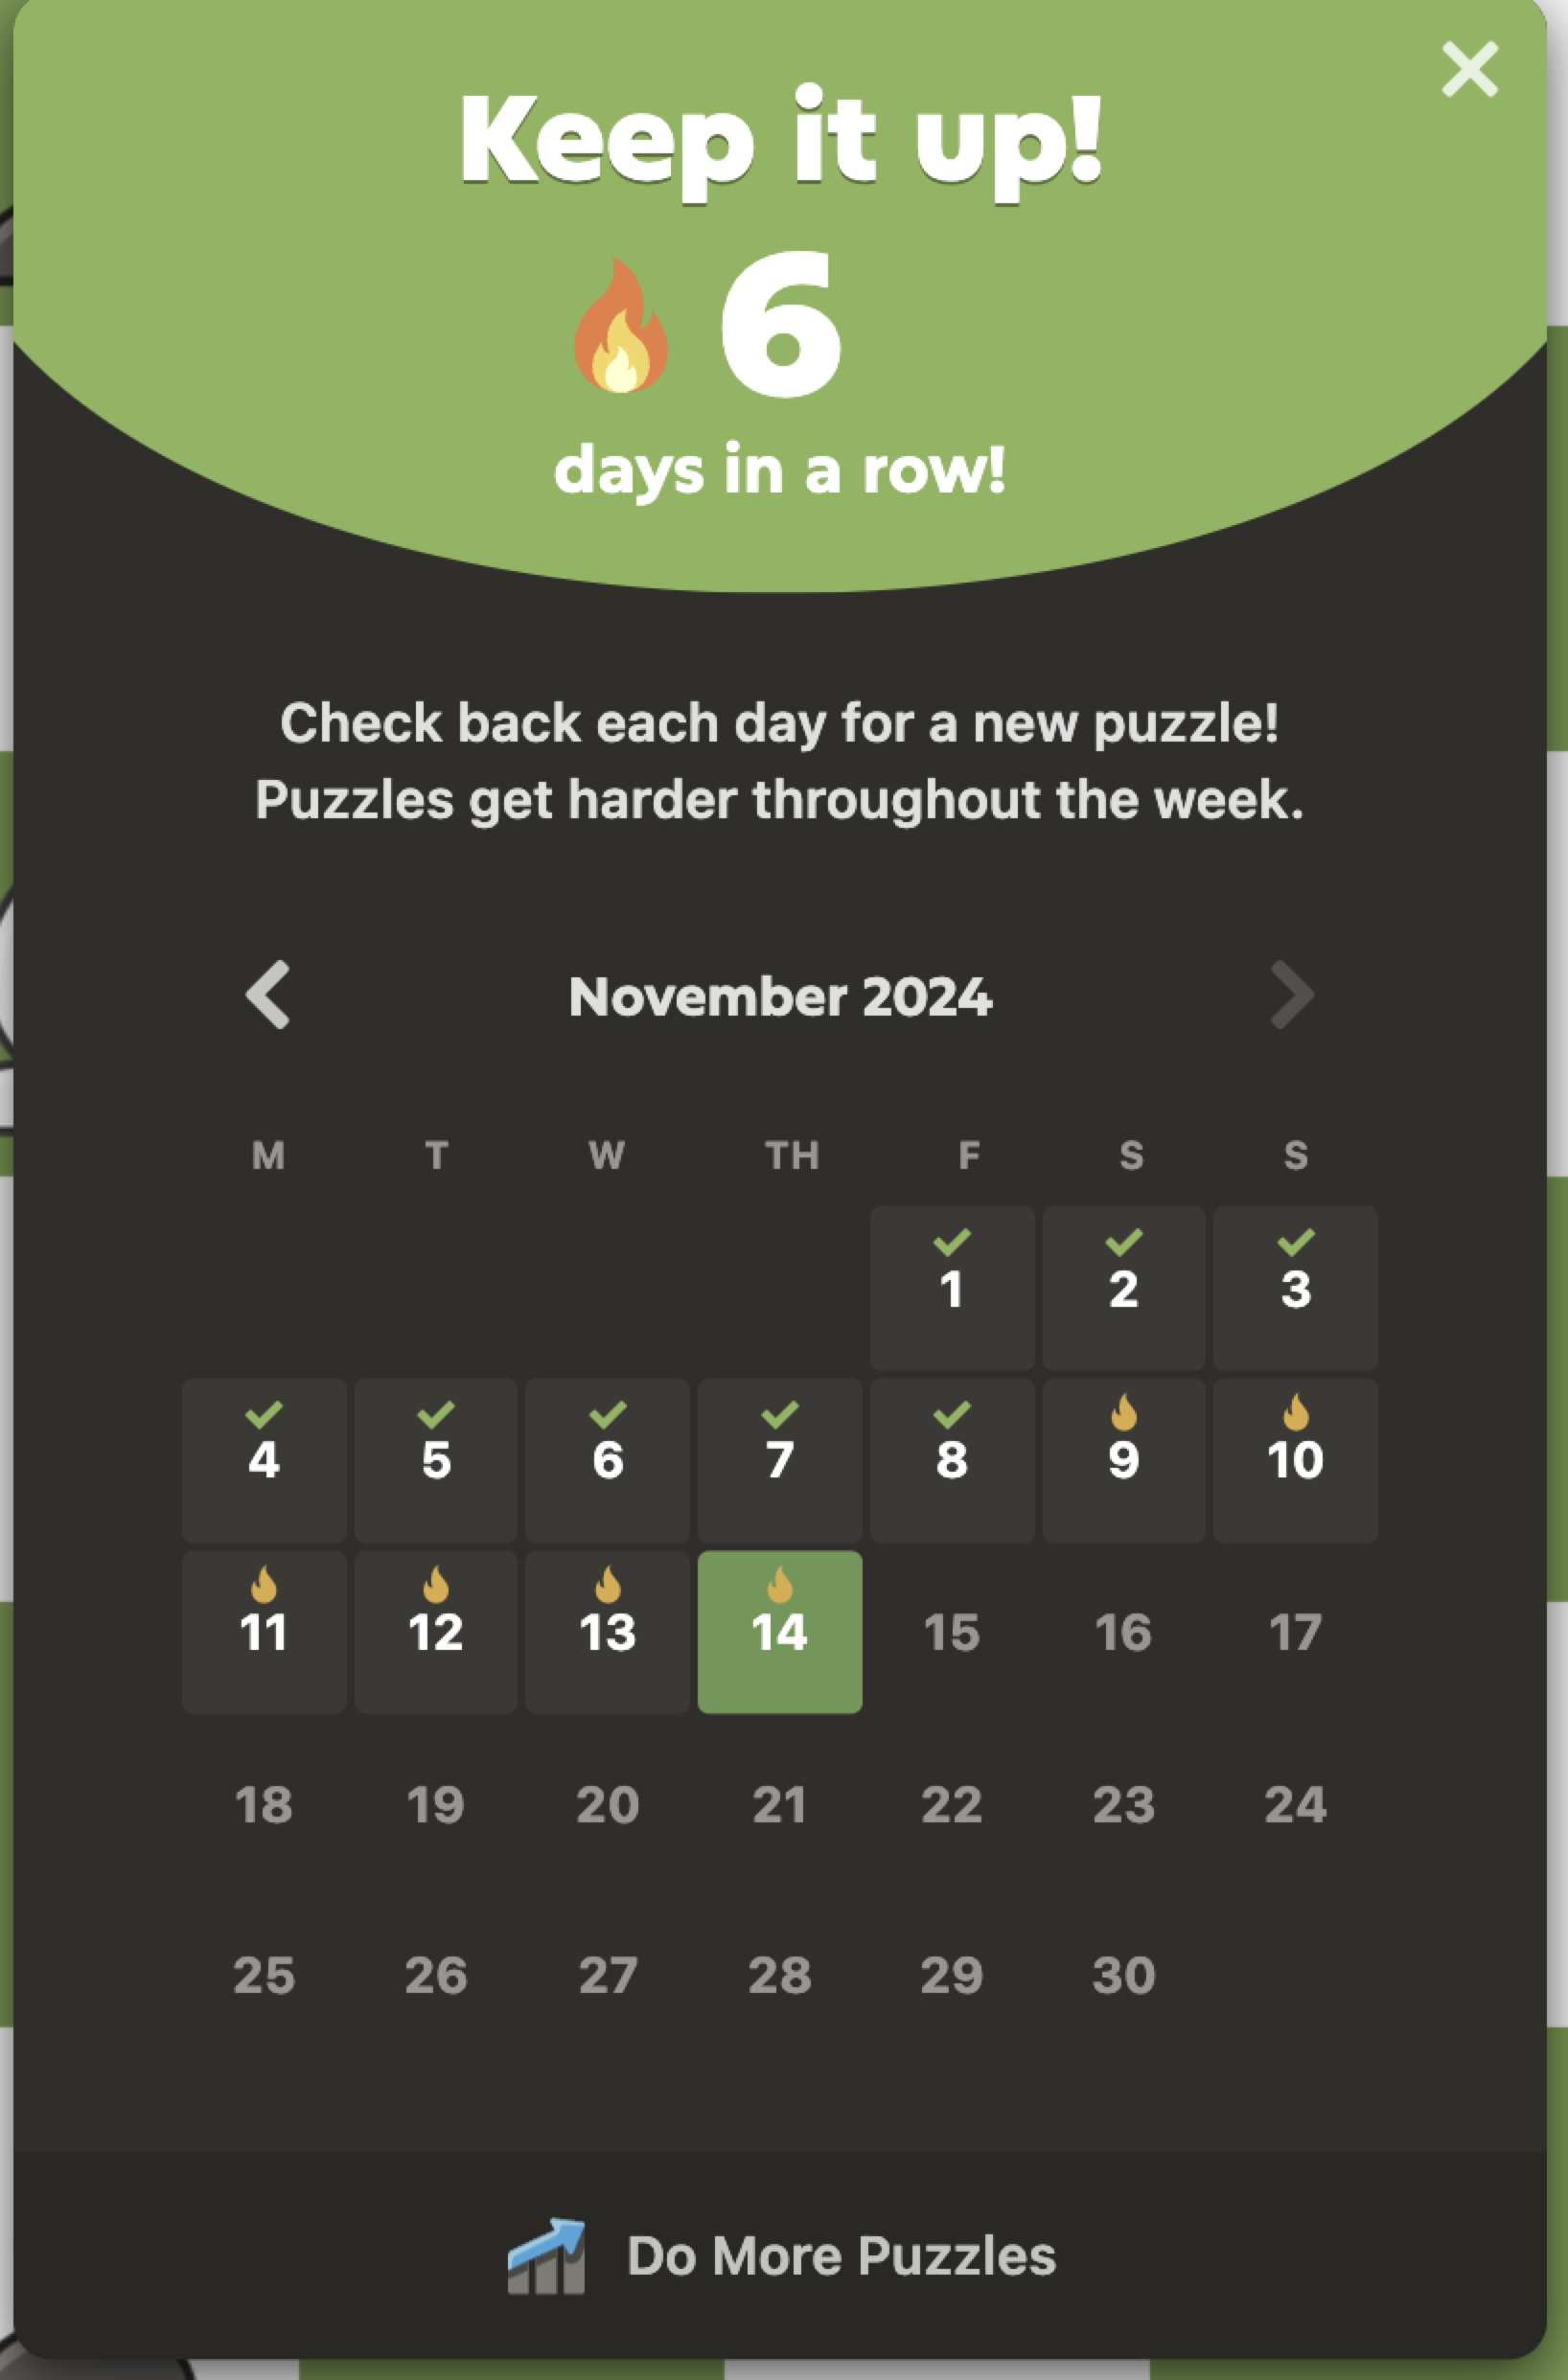 Keep it up!
6
days in a row!
Check back each day for a new puzzle!
Puzzles get harder throughout the week.
November 2024
M T W TH F S S
1 2 3
4 5 6 7 8 9 10
11 12 13 14 15 16 17
18 19 20 21 22 23 24
25 26 27 28 29 30
Do More Puzzles